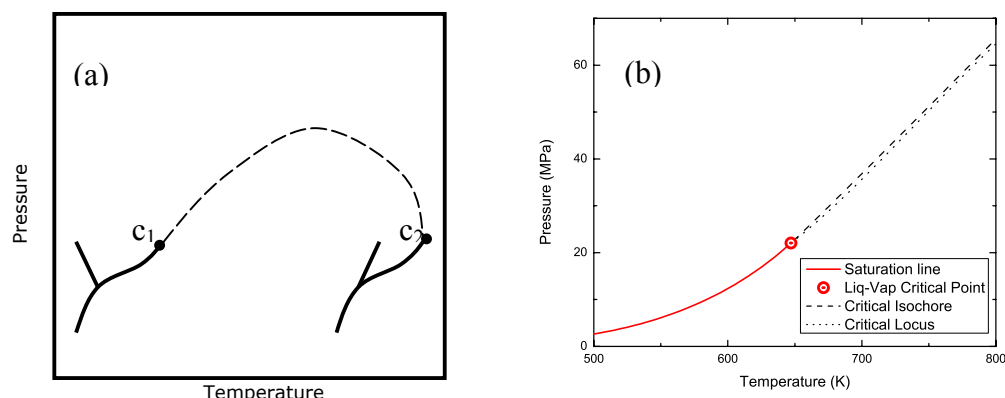 (a)
c1
c2
Pressure
Temperature
(b)
60
40
20
0
Pressure (MPa)
500
600
700
800
Temperature (K)
Saturation line
Liq-Vap Critical Point
Critical Isochore
Critical Locus